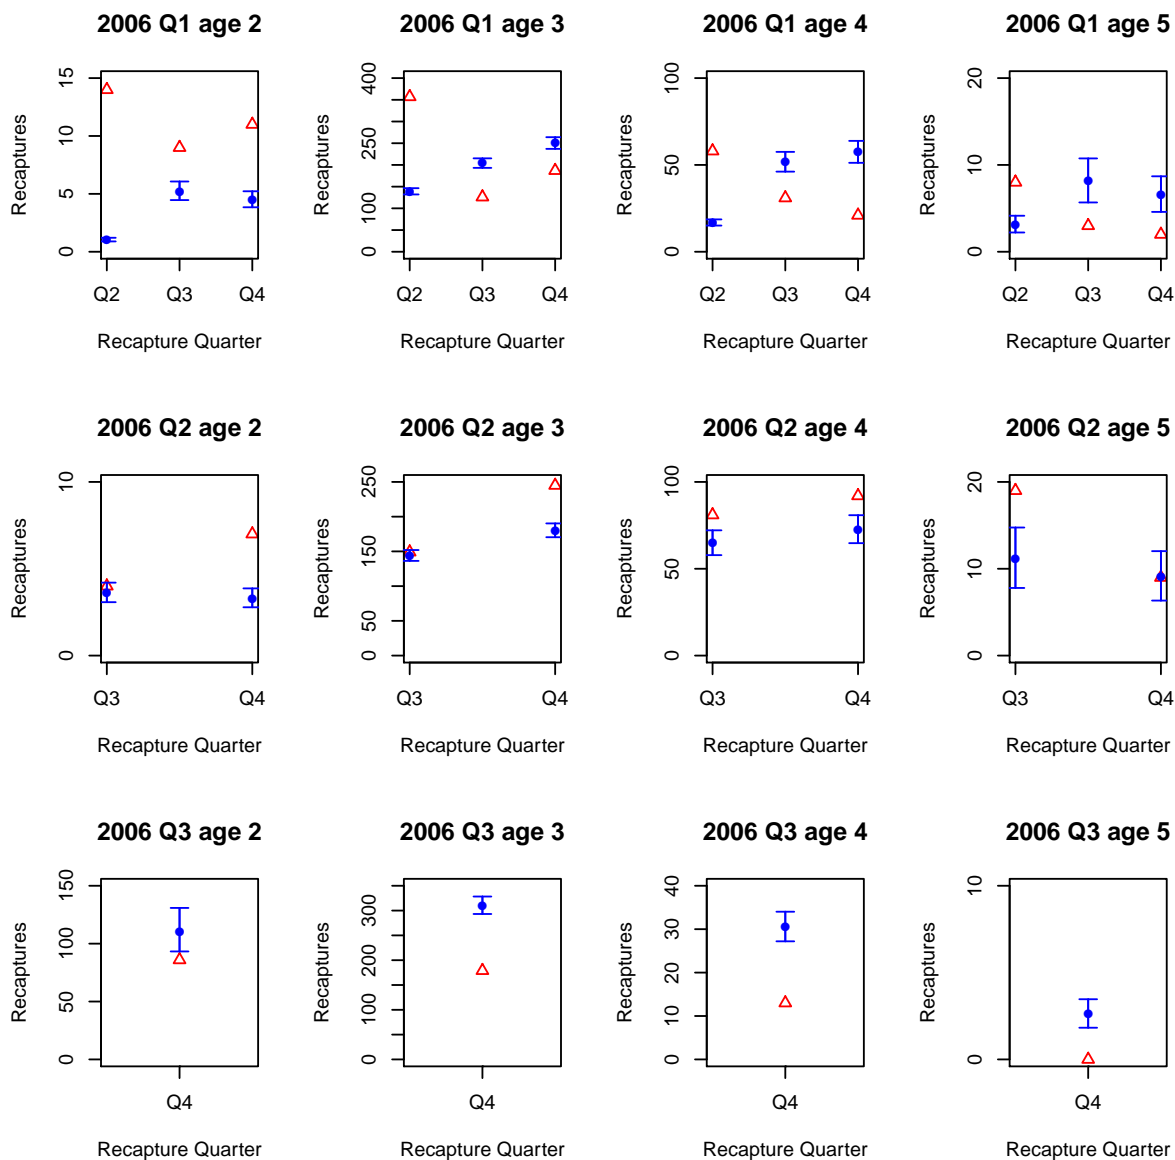 2006 Q1 age 2
2006 Q1 age 3
2006 Q1 age 4
2006 Q1 age 5
Recaptures
0
5
10
15
Q2
Q3
Q4
Recapture Quarter
Recaptures
0
100
250
400
Q2
Q3
Q4
Recapture Quarter
Recaptures
0
50
100
Q2
Q3
Q4
Recapture Quarter
Recaptures
0
10
20
Q2
Q3
Q4
Recapture Quarter
2006 Q2 age 2
2006 Q2 age 3
2006 Q2 age 4
2006 Q2 age 5
Recaptures
0
10
Q3
Q4
Recapture Quarter
Recaptures
0
50
150
250
Q3
Q4
Recapture Quarter
Recaptures
0
50
100
Q3
Q4
Recapture Quarter
Recaptures
0
10
20
Q3
Q4
Recapture Quarter
2006 Q3 age 2
2006 Q3 age 3
2006 Q3 age 4
2006 Q3 age 5
Recaptures
0
50
100
150
Q4
Recapture Quarter
Recaptures
0
100
200
300
Q4
Recapture Quarter
Recaptures
0
10
20
30
40
Q4
Recapture Quarter
Recaptures
0
10
Q4
Recapture Quarter